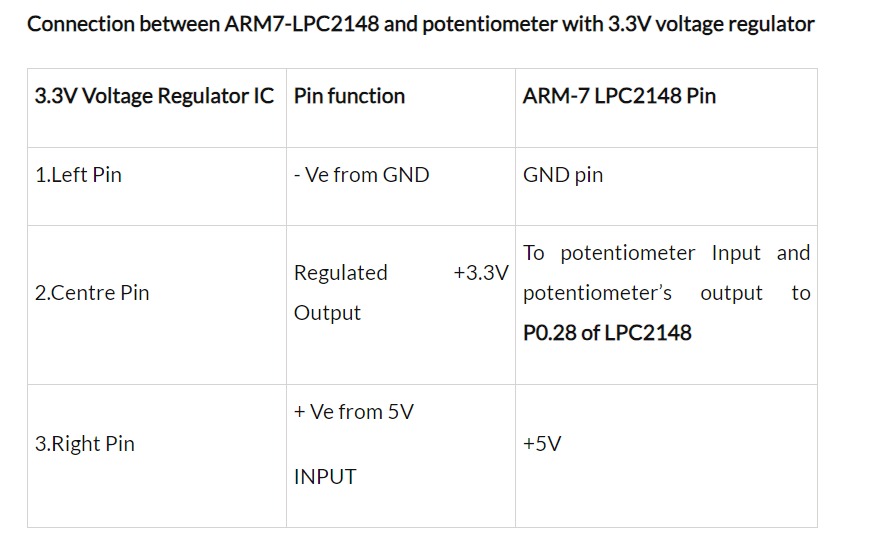 Connection between ARM7-LPC2148 and potentiometer with 3.3V voltage regulator
3.3V Voltage Regulator IC
Pin function
ARM-7 LPC2148 Pin
1.Left Pin
- Ve from GND
GND pin
2.Centre Pin
Regulated +3.3V
Output
To potentiometer Input and
potentiometer’s output to
P0.28 of LPC2148
3.Right Pin
+ Ve from 5V
INPUT
+5V